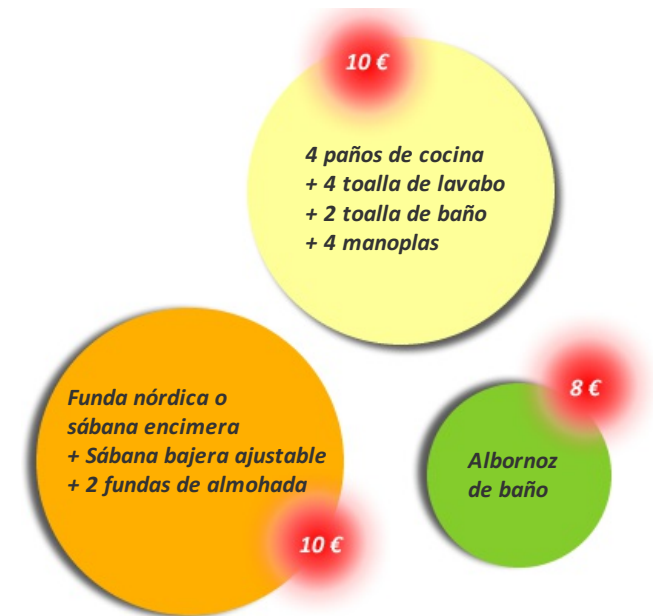 10 €
4 paños de cocina
+ 4 toalla de lavabo
+ 2 toalla de baño
+ 4 manoplas
Funda nórdica o
sábana encimera
+ Sábana bajera ajustable
+ 2 fundas de almohada
10 €
8 €
Albornoz
de baño